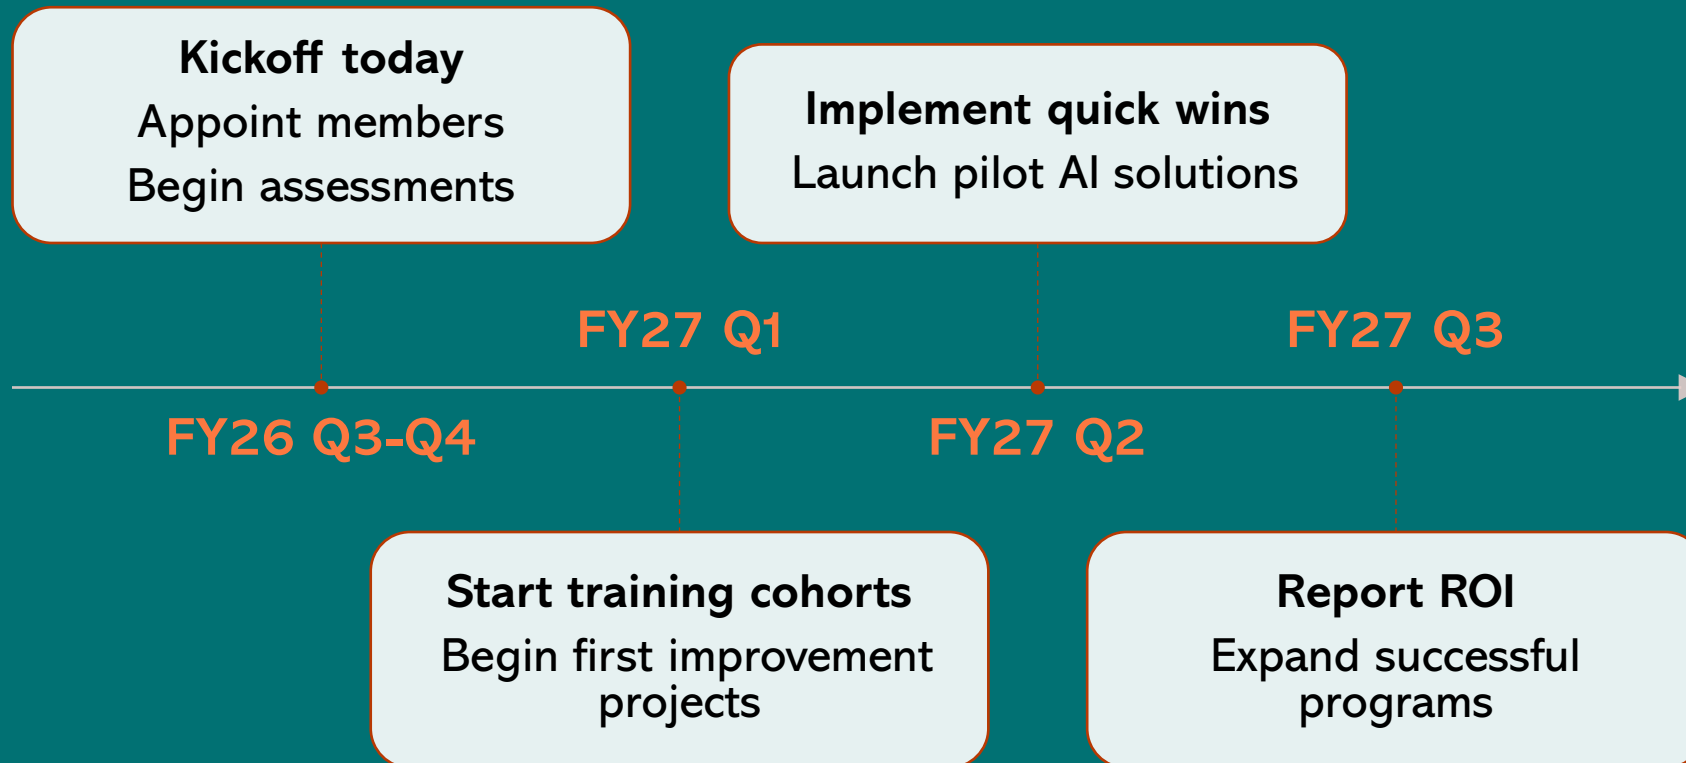 Kickoff today
Appoint members
Begin assessments
Implement quick wins
Launch pilot AI solutions
FY27 Q1
FY27 Q3
FY26 Q3-Q4
FY27 Q2
Start training cohorts
Begin first improvement
projects
Report ROI
Expand successful
programs